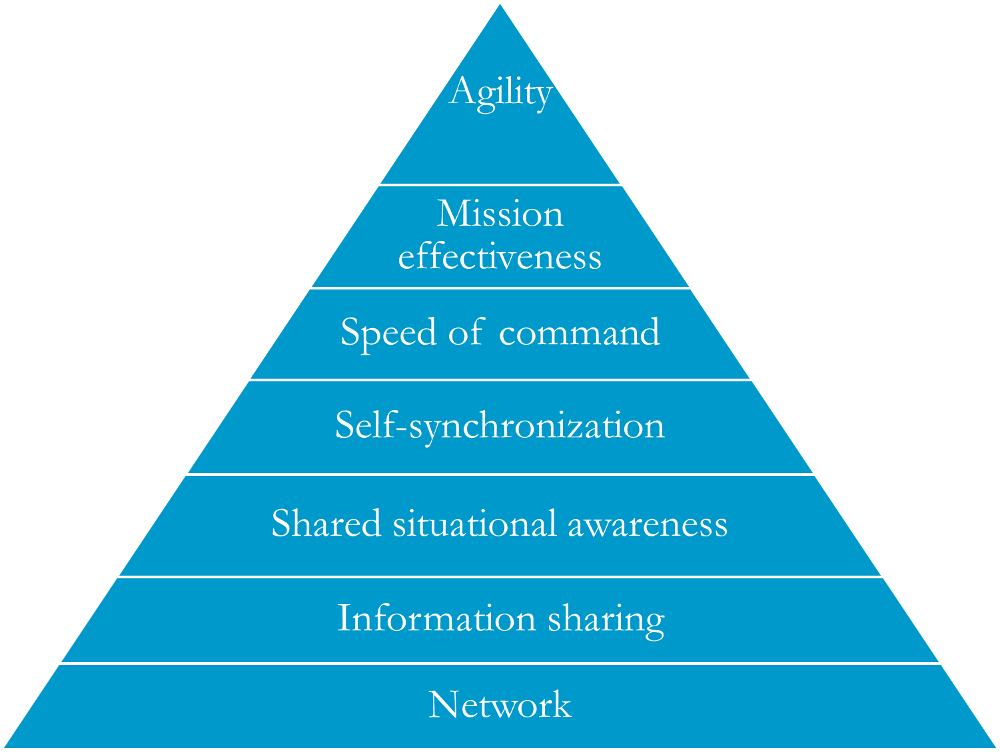 Agility
Mission
effectiveness
Speed of command
Self-synchronization
Shared situational awareness
Information sharing
Network